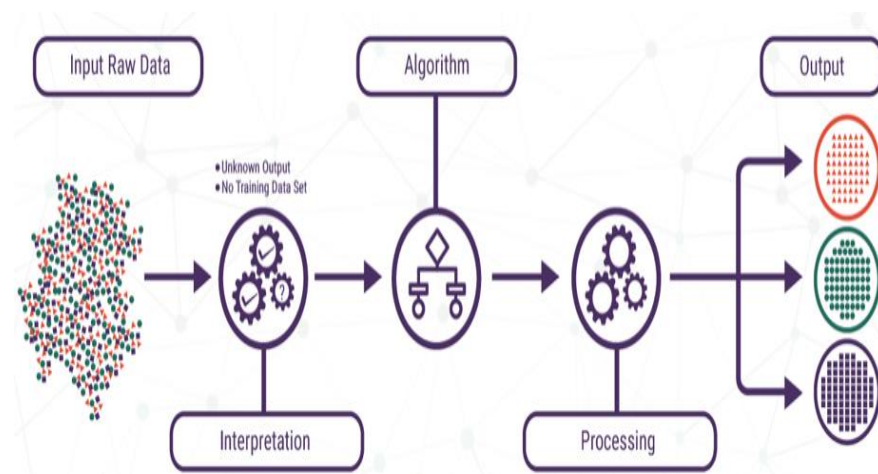 Input Raw Data
Algorithm
Output
• Unknown Output
• No Training Data Set
?
Interpretation
Processing